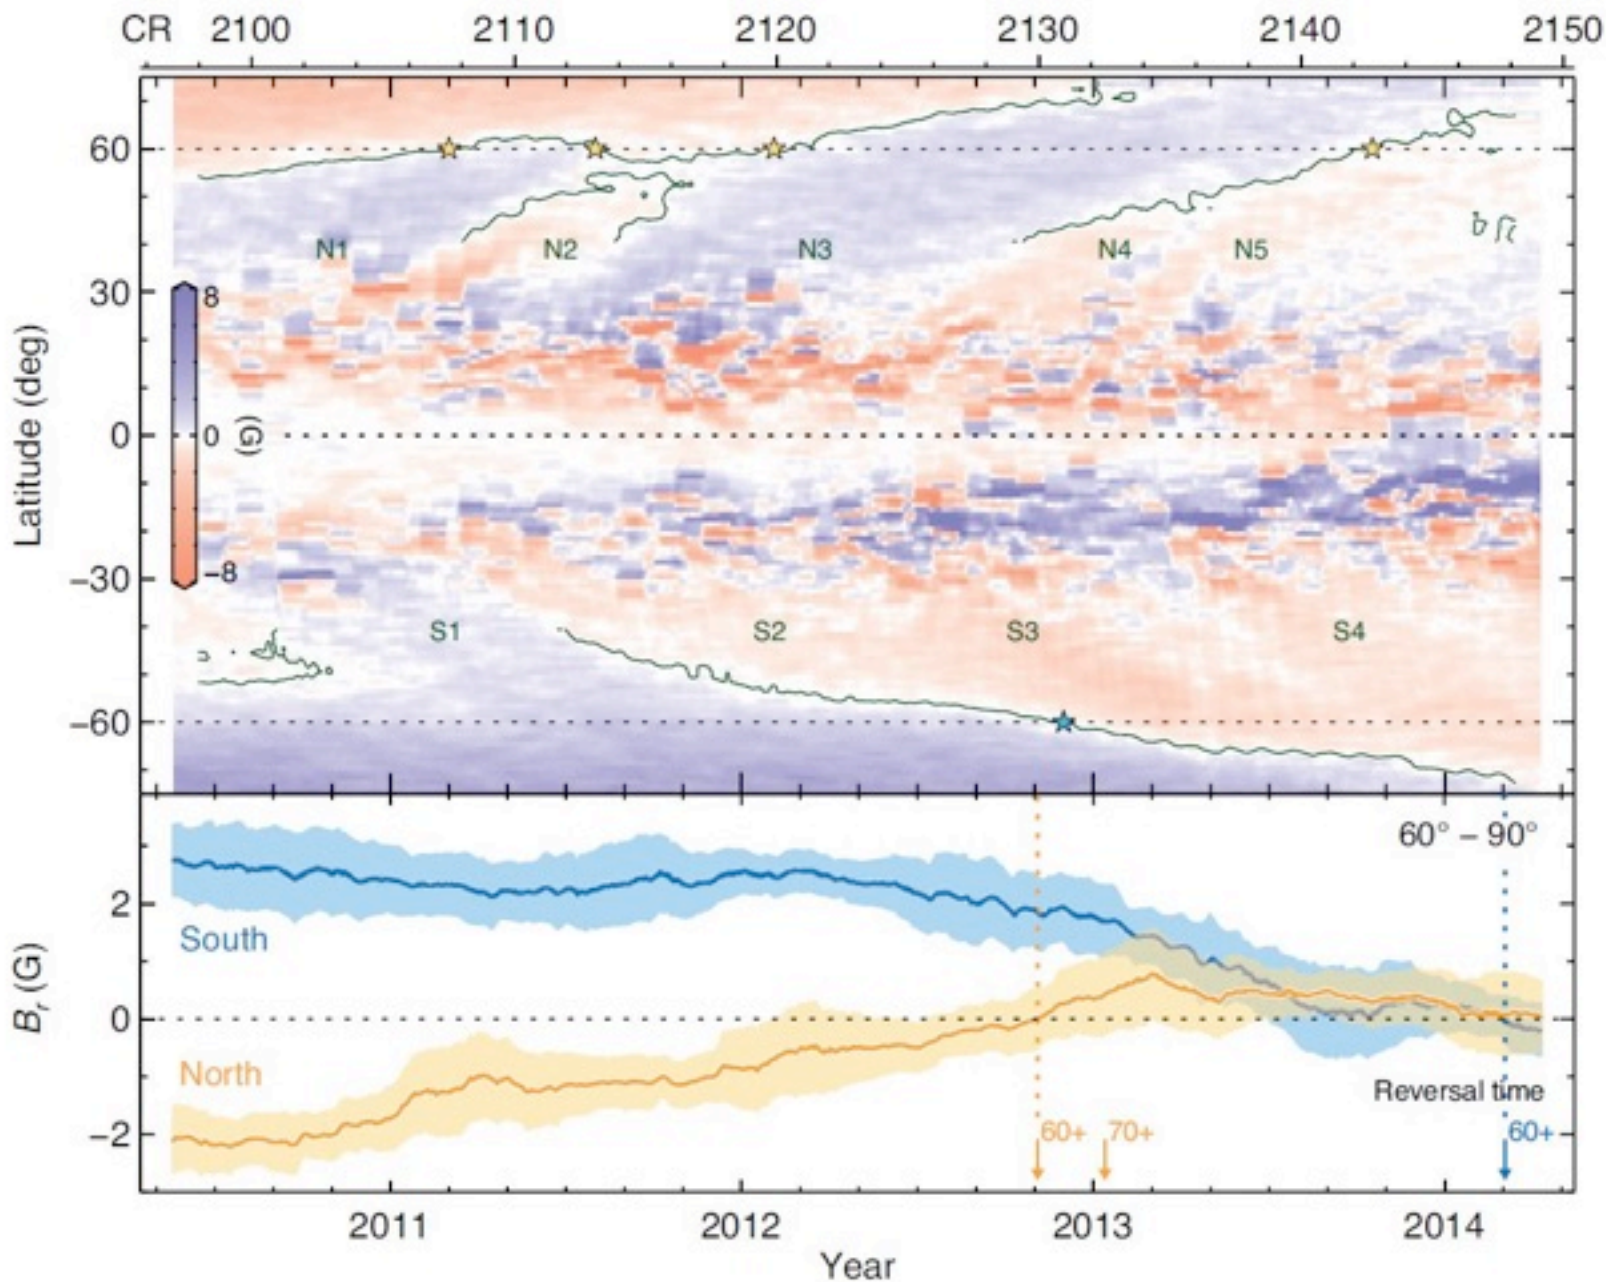 CR 2100 2110 2120 2130 2140 2150
60
N1 N2 N3 N4 N5
30
8
0
(G)
−8
Latitude (deg)
0
−30
S1 S2 S3 S4
−60
60° – 90°
2
South
Br (G)
0
North
Reversal time
−2
60+ 70+ 60+
2011 2012 2013 2014
Year